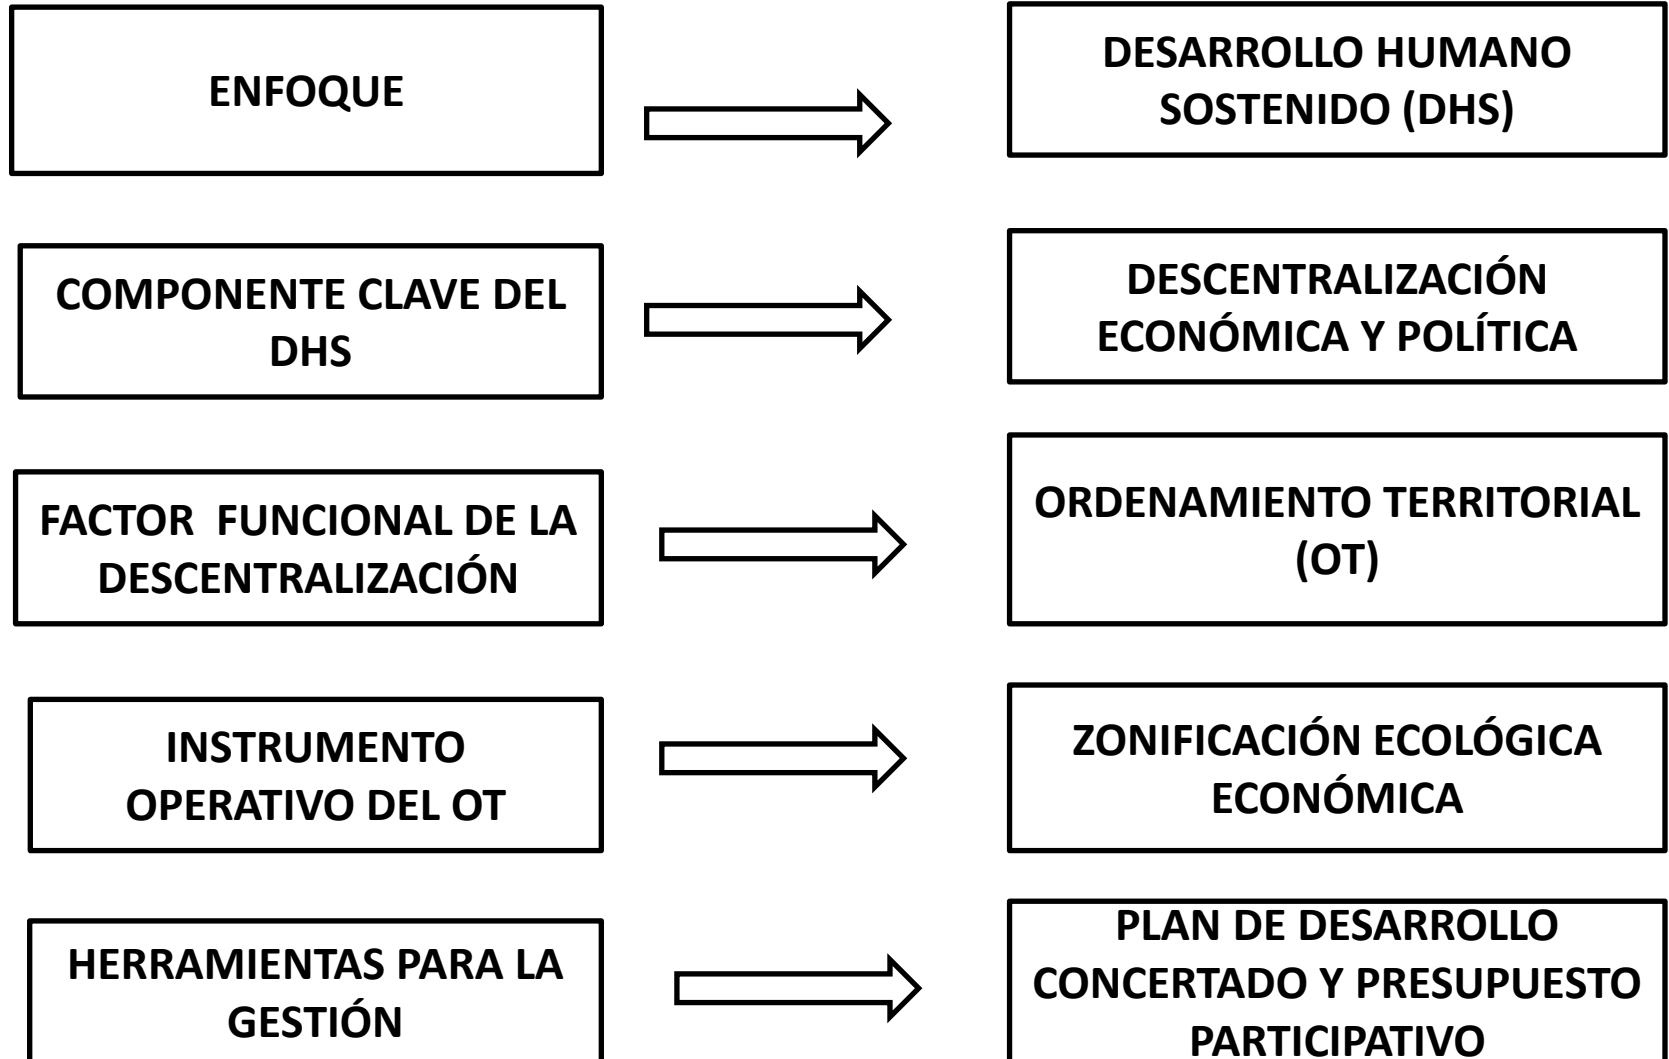 ENFOQUE
DESARROLLO HUMANO
SOSTENIDO (DHS)
COMPONENTE CLAVE DEL
DHS
DESCENTRALIZACIÓN
ECONÓMICA Y POLÍTICA
FACTOR  FUNCIONAL DE LA
DESCENTRALIZACIÓN
ORDENAMIENTO TERRITORIAL
(OT)
INSTRUMENTO
OPERATIVO DEL OT
ZONIFICACIÓN ECOLÓGICA
ECONÓMICA
HERRAMIENTAS PARA LA
GESTIÓN
PLAN DE DESARROLLO
CONCERTADO Y PRESUPUESTO
PARTICIPATIVO